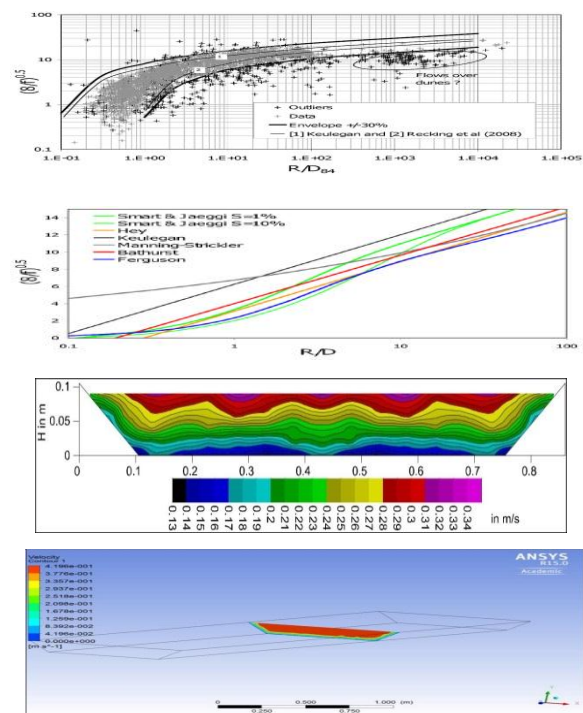 100
10
1
0.1
(8/f)^0.5
[1]
[2]
Flows over
dunes ?
Outliers
Data
Envelope +/-30%
[1] Keulegan and [2] Recking et al (2008)
1.E-01 1.E+00 1.E+01 1.E+02 1.E+03 1.E+04 1.E+05
R/D84
14
12
10
8
6
4
2
0
(8/f)^0.5
Smart & Jaeggi S=1%
Smart & Jaeggi S=10%
Hey
Keulegan
Manning-Strickler
Bathurst
Ferguson
0.1 1 10 100
R/D
0.1
0.05
0
H in m
0 0.1 0.2 0.3 0.4 0.5 0.6 0.7 0.8
0.13 0.14 0.15 0.16 0.17 0.18 0.19 0.2 0.21 0.22 0.23 0.24 0.25 0.26 0.27 0.28 0.29 0.3 0.31 0.32 0.33 0.34
in m/s
Velocity
Contour 1
4.196e-001
3.776e-001
3.357e-001
2.937e-001
2.518e-001
2.098e-001
1.678e-001
1.259e-001
8.392e-002
4.196e-002
0.000e+000
[m s^-1]
ANSYS
R15.0
Academic
0 0.500 1.000 (m)
0.250 0.750